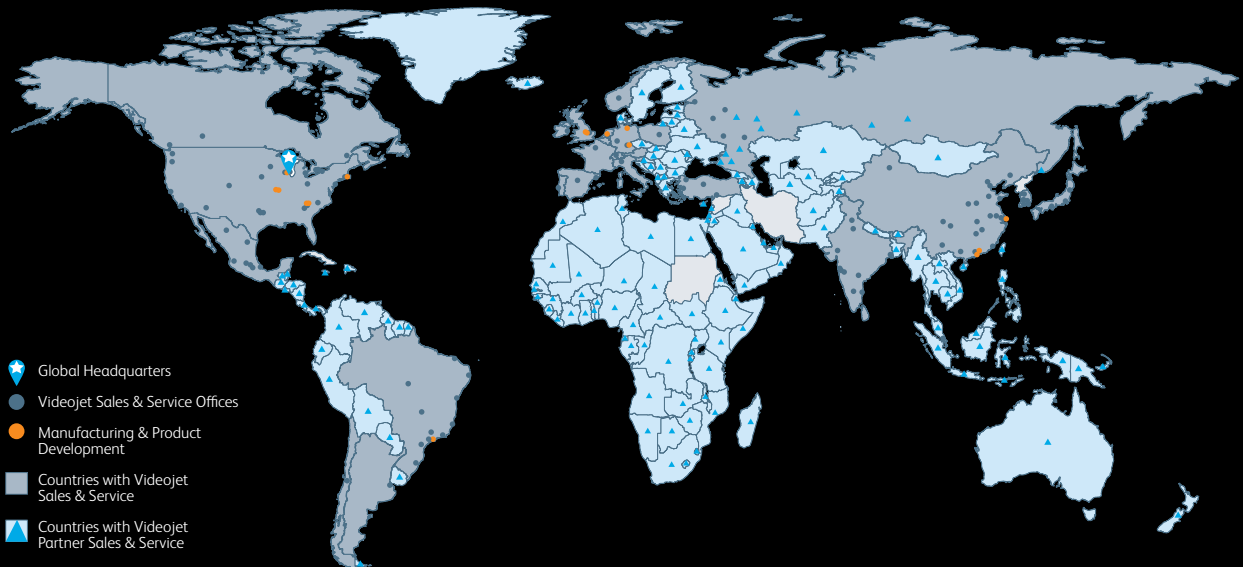 Global Headquarters
Videojet Sales & Service Offices
Manufacturing & Product
Development
Countries with Videojet
Sales & Service
Countries with Videojet
Partner Sales & Service